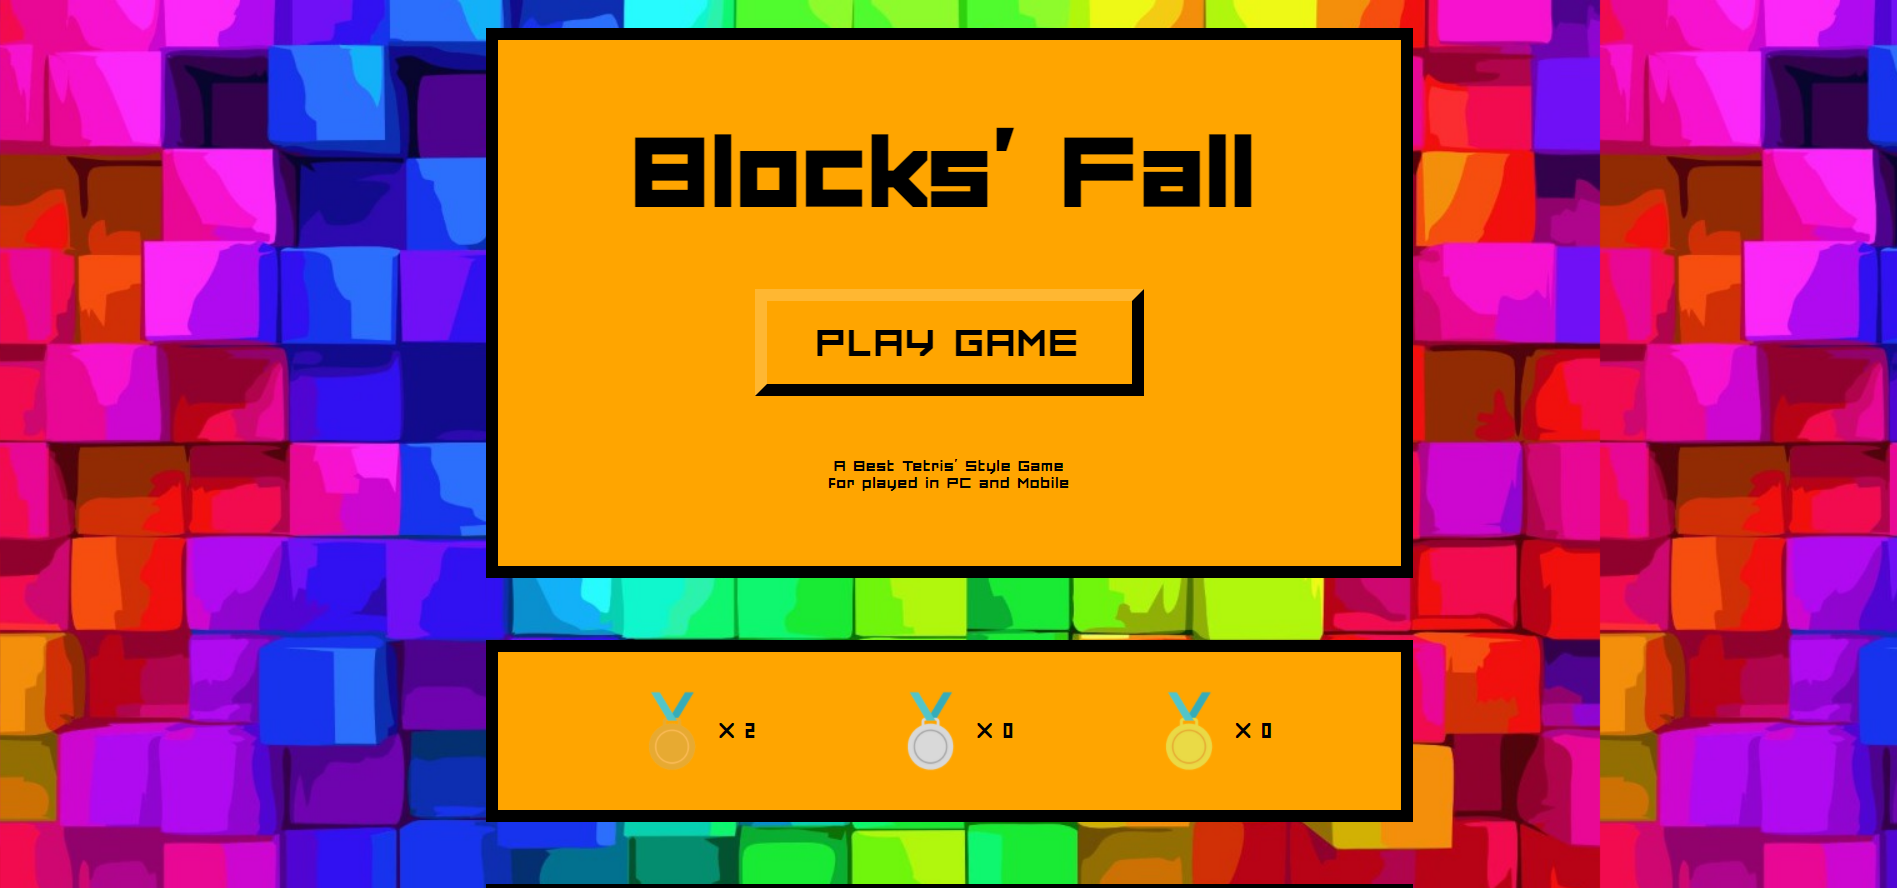 Blocks' Fall
PLAY GAME
A Best Tetris' Style Game
For played in PC and Mobile
X 2
X 0
X 0